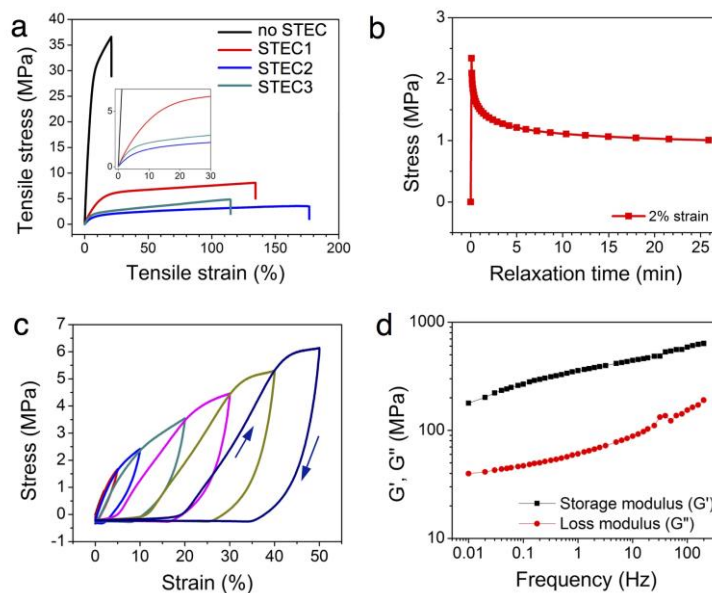 a
no STEC
STEC1
STEC2
STEC3
40
35
30
25
20
15
10
5
0
5
0
0 10 20 30
0 50 100 150 200
Tensile stress (MPa)
Tensile strain (%)
b
3
2
1
0
0 5 10 15 20 25
Stress (MPa)
Relaxation time (min)
2% strain
c
7
6
5
4
3
2
1
0
-1
0 10 20 30 40 50
Stress (MPa)
Strain (%)
d
1000
100
10
0.01 0.1 1 10 100
G', G'' (MPa)
Frequency (Hz)
Storage modulus (G')
Loss modulus (G'')